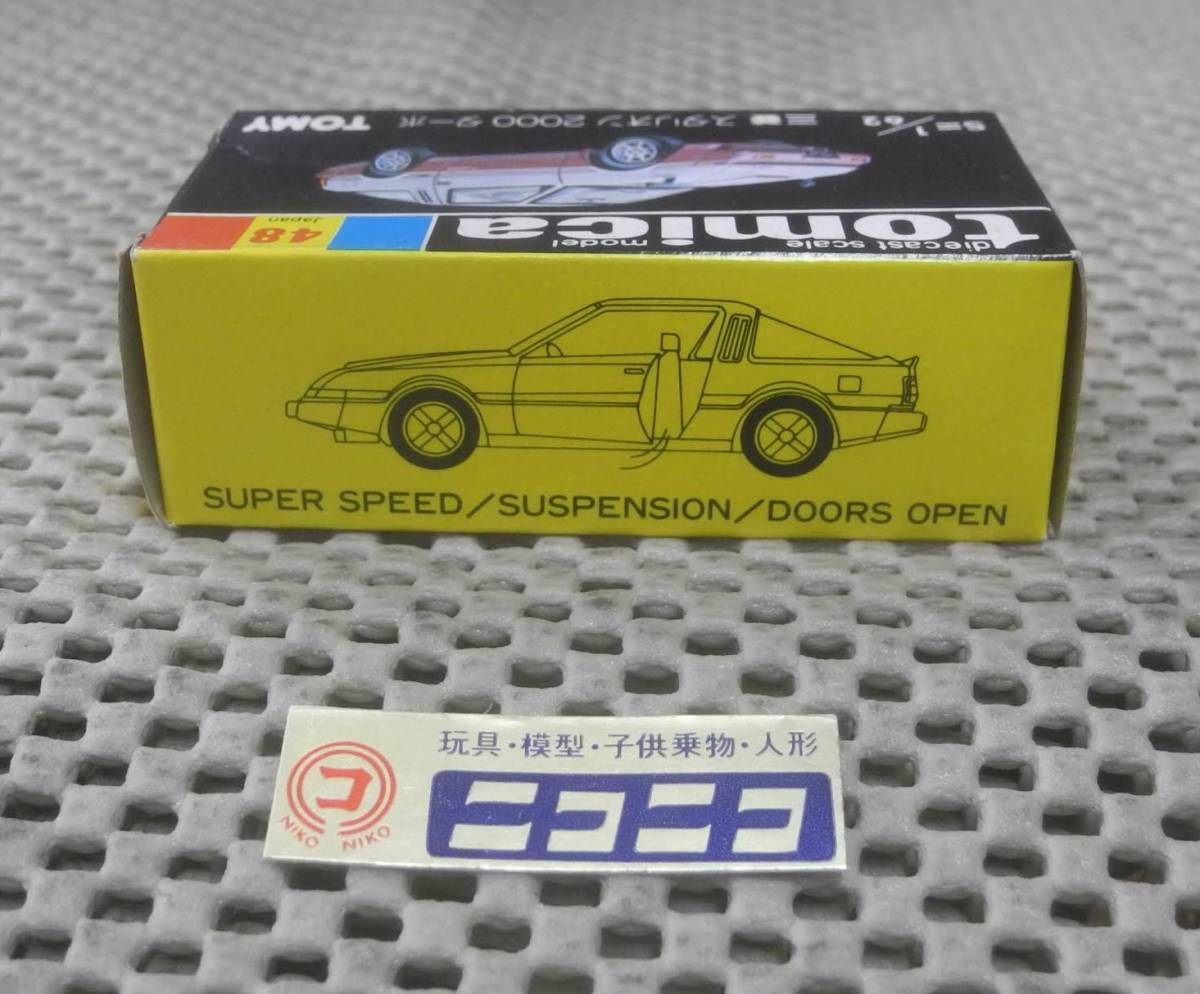 S=1/62 三菱 スタリオン 2000 ターボ TOMY
tomica
diecast scale model
48
Japan
SUPER SPEED/SUSPENSION/DOORS OPEN
玩具・模型・子供乗物・人形
コ
NIKO NIKO
ニコニコ